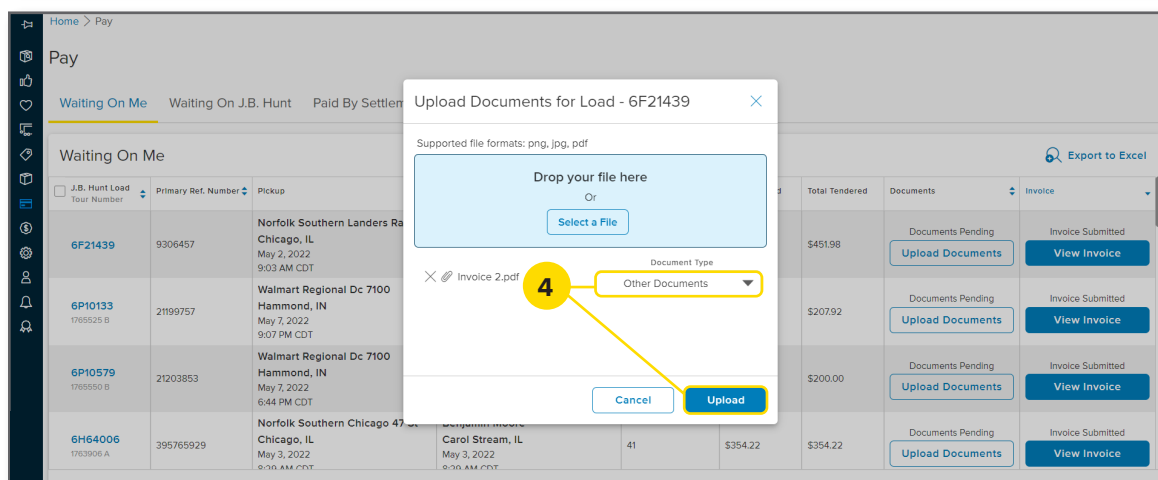 Home > Pay
Pay
Waiting On Me
Waiting On J.B. Hunt
Paid By Settlem
Waiting On Me
Export to Excel
J.B. Hunt Load
Tour Number
Primary Ref. Number
Pickup
Total Tendered
Documents
Invoice
6F21439
9306457
Norfolk Southern Landers Ra
Chicago, IL
May 2, 2022
9:03 AM CDT
$451.98
Documents Pending
Upload Documents
Invoice Submitted
View Invoice
6P10133
1765525 B
21199757
Walmart Regional Dc 7100
Hammond, IN
May 7, 2022
9:07 PM CDT
$207.92
Documents Pending
Upload Documents
Invoice Submitted
View Invoice
6P10579
1765550 B
21203853
Walmart Regional Dc 7100
Hammond, IN
May 7, 2022
6:44 PM CDT
$200.00
Documents Pending
Upload Documents
Invoice Submitted
View Invoice
6H64006
1763906 A
395765929
Norfolk Southern Chicago 47 St
Chicago, IL
May 3, 2022
8:29 AM CDT
Benjamin Moore
Carol Stream, IL
May 3, 2022
8:29 AM CDT
41
$354.22
$354.22
Documents Pending
Upload Documents
Invoice Submitted
View Invoice
Upload Documents for Load - 6F21439
Supported file formats: png, jpg, pdf
Drop your file here
Or
Select a File
Document Type
Invoice 2.pdf
4
Other Documents
Cancel
Upload